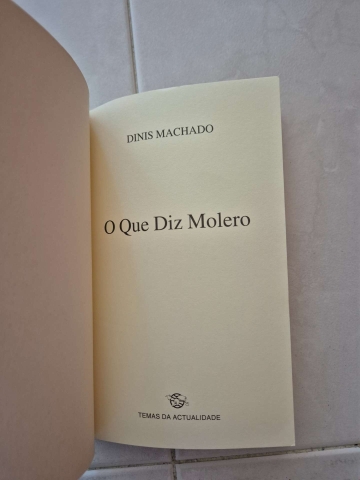 DINIS MACHADO
O Que Diz Molero
TEMAS DA ACTUALIDADE